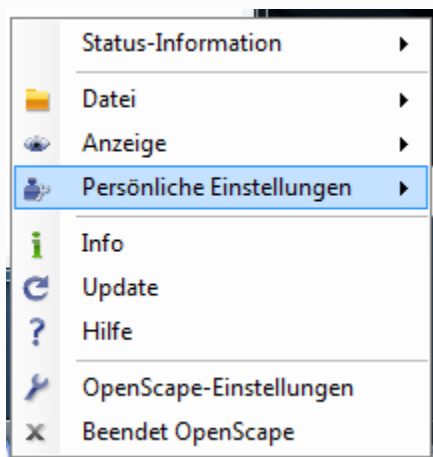 Status-Information
Datei
Anzeige
Persönliche Einstellungen
Info
Update
Hilfe
OpenScape-Einstellungen
Beendet OpenScape